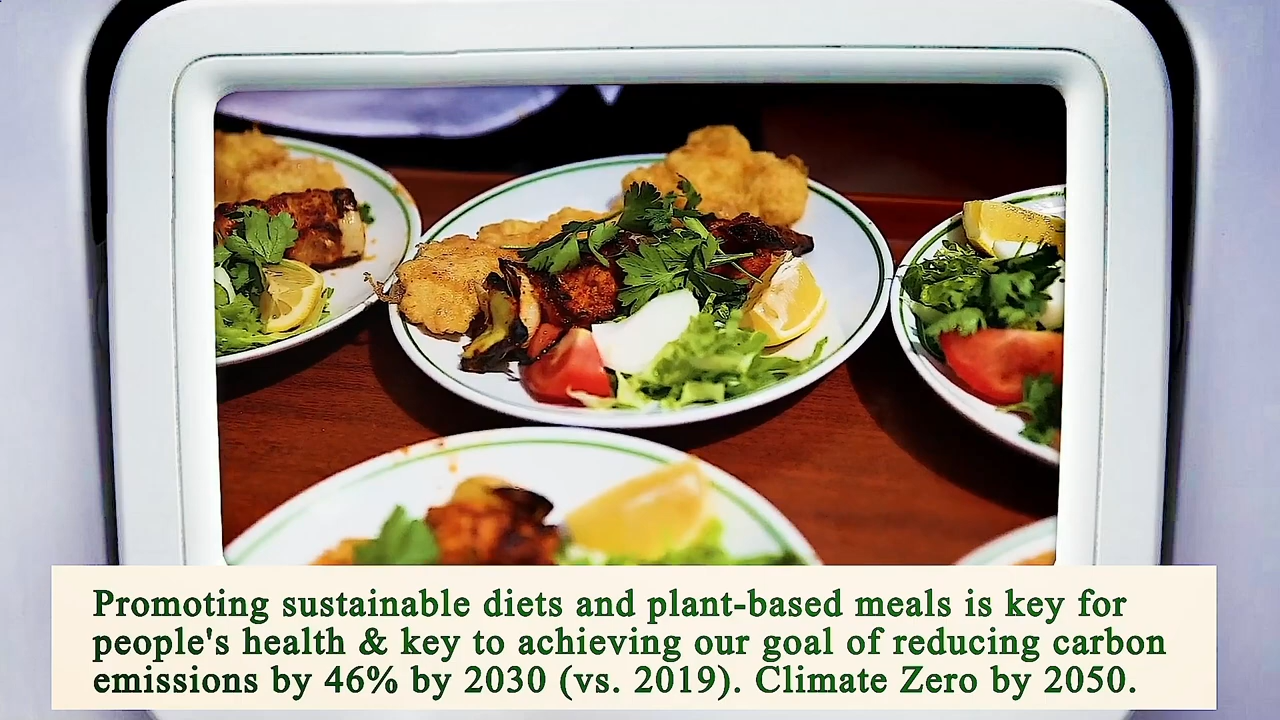 Promoting sustainable diets and plant-based meals is key for
people's health & key to achieving our goal of reducing carbon
emissions by 46% by 2030 (vs. 2019). Climate Zero by 2050.